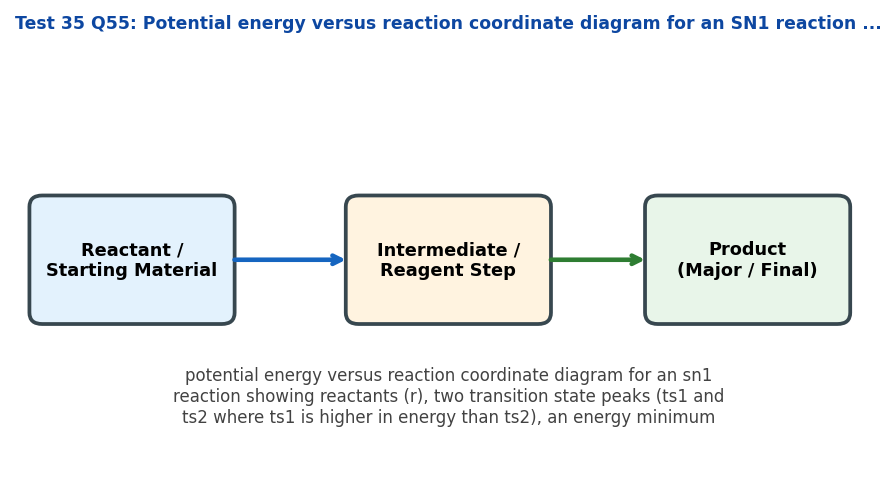 Test 35 Q55: Potential energy versus reaction coordinate diagram for an SN1 reaction ...
Reactant /
Starting Material
Intermediate /
Reagent Step
Product
(Major / Final)
potential energy versus reaction coordinate diagram for an sn1
reaction showing reactants (r), two transition state peaks (ts1 and
ts2 where ts1 is higher in energy than ts2), an energy minimum